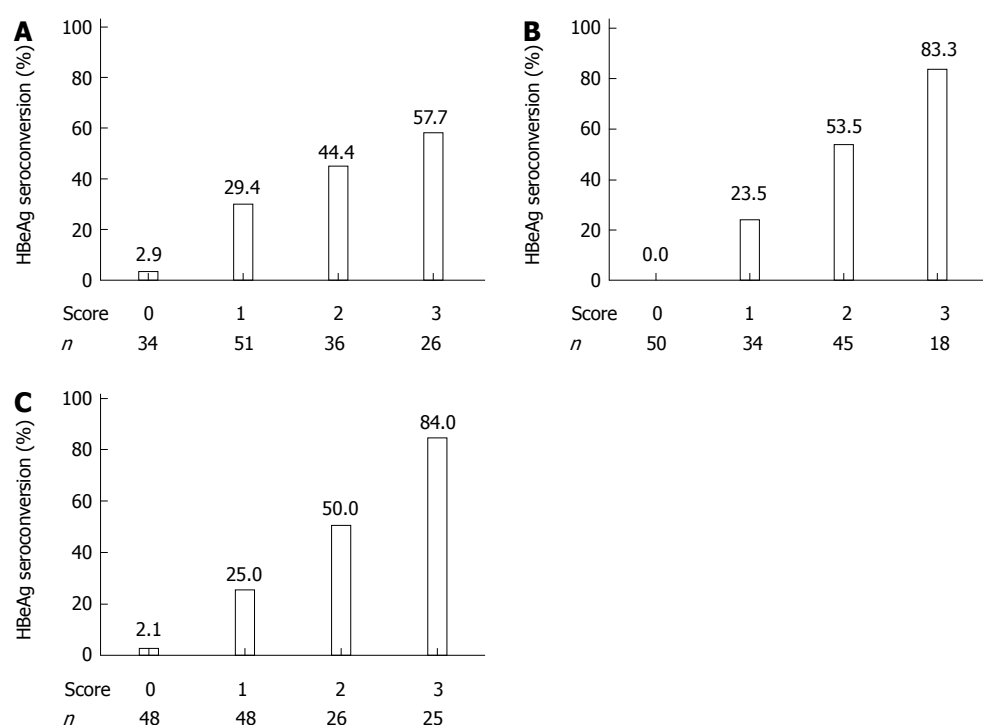 A
HBeAg seroconversion (%)
100
80
60
40
20
0
2.9
29.4
44.4
57.7
Score 0 1 2 3
n 34 51 36 26
B
HBeAg seroconversion (%)
100
80
60
40
20
0
0.0
23.5
53.5
83.3
Score 0 1 2 3
n 50 34 45 18
C
HBeAg seroconversion (%)
100
80
60
40
20
0
2.1
25.0
50.0
84.0
Score 0 1 2 3
n 48 48 26 25